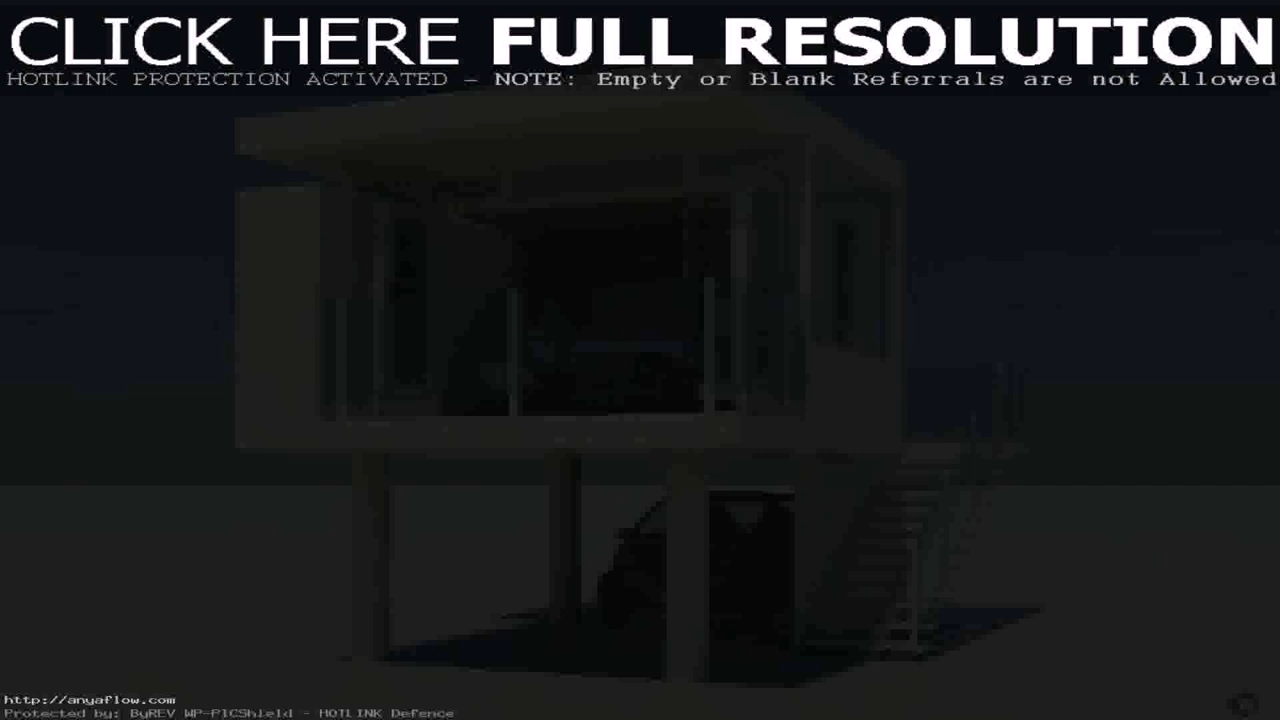 CLICK HERE FULL RESOLUTION
HOTLINK PROTECTION ACTIVATED – NOTE: Empty or Blank Referrals are not Allowed
http://anyaflow.com
Protected by: ByREV WP-PICShield - HOTLINK Defence